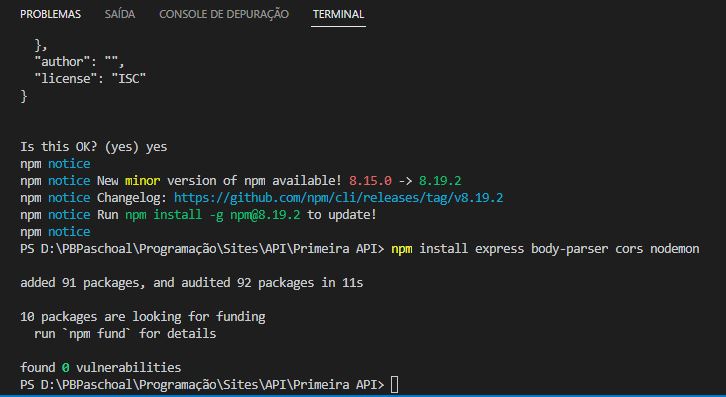 PROBLEMAS SAÍDA CONSOLE DE DEPURAÇÃO TERMINAL
  },
  "author": "",
  "license": "ISC"
}
Is this OK? (yes) yes
npm notice
npm notice New minor version of npm available! 8.15.0 -> 8.19.2
npm notice Changelog: https://github.com/npm/cli/releases/tag/v8.19.2
npm notice Run npm install -g npm@8.19.2 to update!
npm notice
PS D:\PBPaschoal\Programação\Sites\API\Primeira API> npm install express body-parser cors nodemon
added 91 packages, and audited 92 packages in 11s
10 packages are looking for funding
  run `npm fund` for details
found 0 vulnerabilities
PS D:\PBPaschoal\Programação\Sites\API\Primeira API>